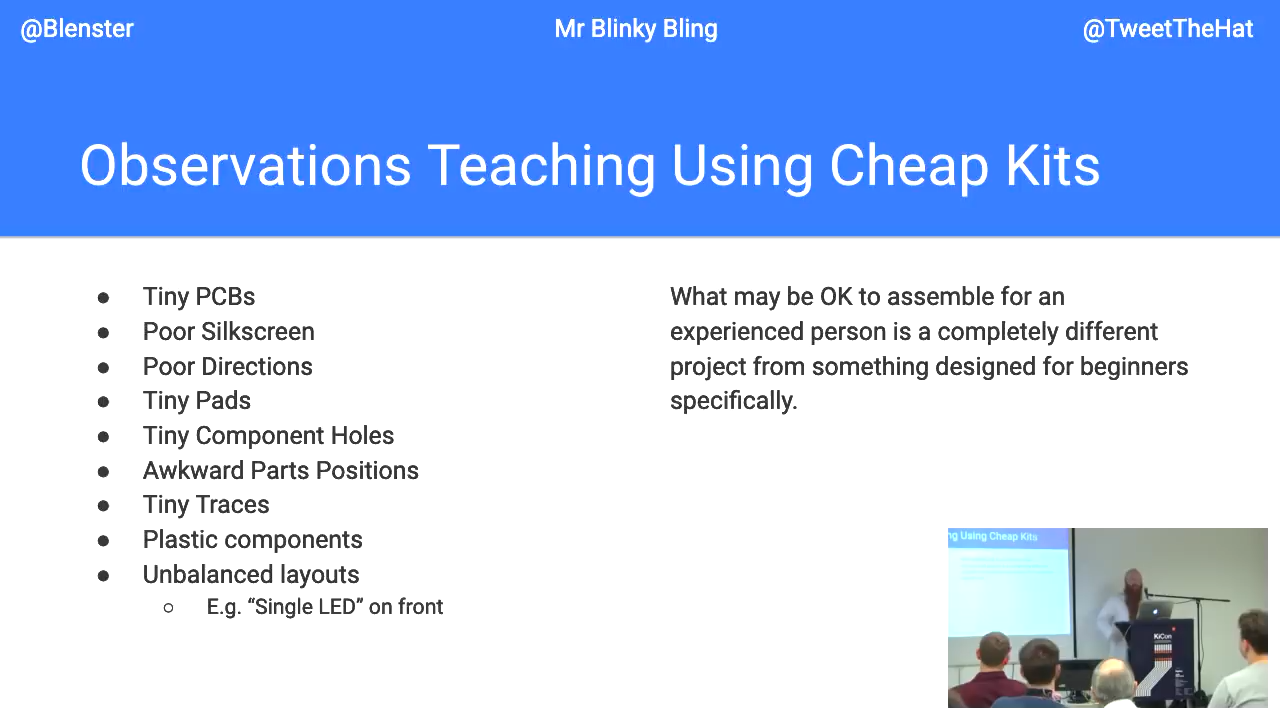 @Blenster
Mr Blinky Bling
@TweetTheHat
Observations Teaching Using Cheap Kits
● Tiny PCBs
● Poor Silkscreen
● Poor Directions
● Tiny Pads
● Tiny Component Holes
● Awkward Parts Positions
● Tiny Traces
● Plastic components
● Unbalanced layouts
○ E.g. “Single LED” on front
What may be OK to assemble for an
experienced person is a completely different
project from something designed for beginners
specifically.
ng Using Cheap Kits
KiCon